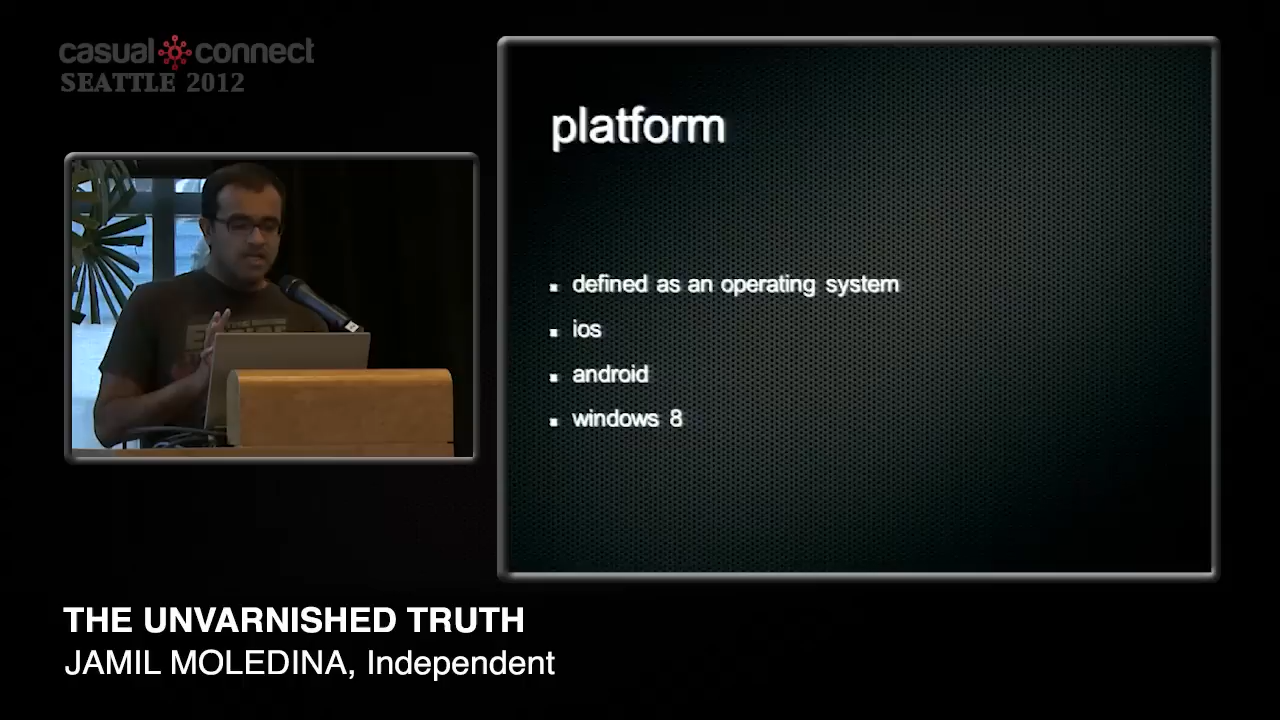 casual connect
SEATTLE 2012
platform
▪ defined as an operating system
▪ ios
▪ android
▪ windows 8
THE UNVARNISHED TRUTH
JAMIL MOLEDINA, Independent